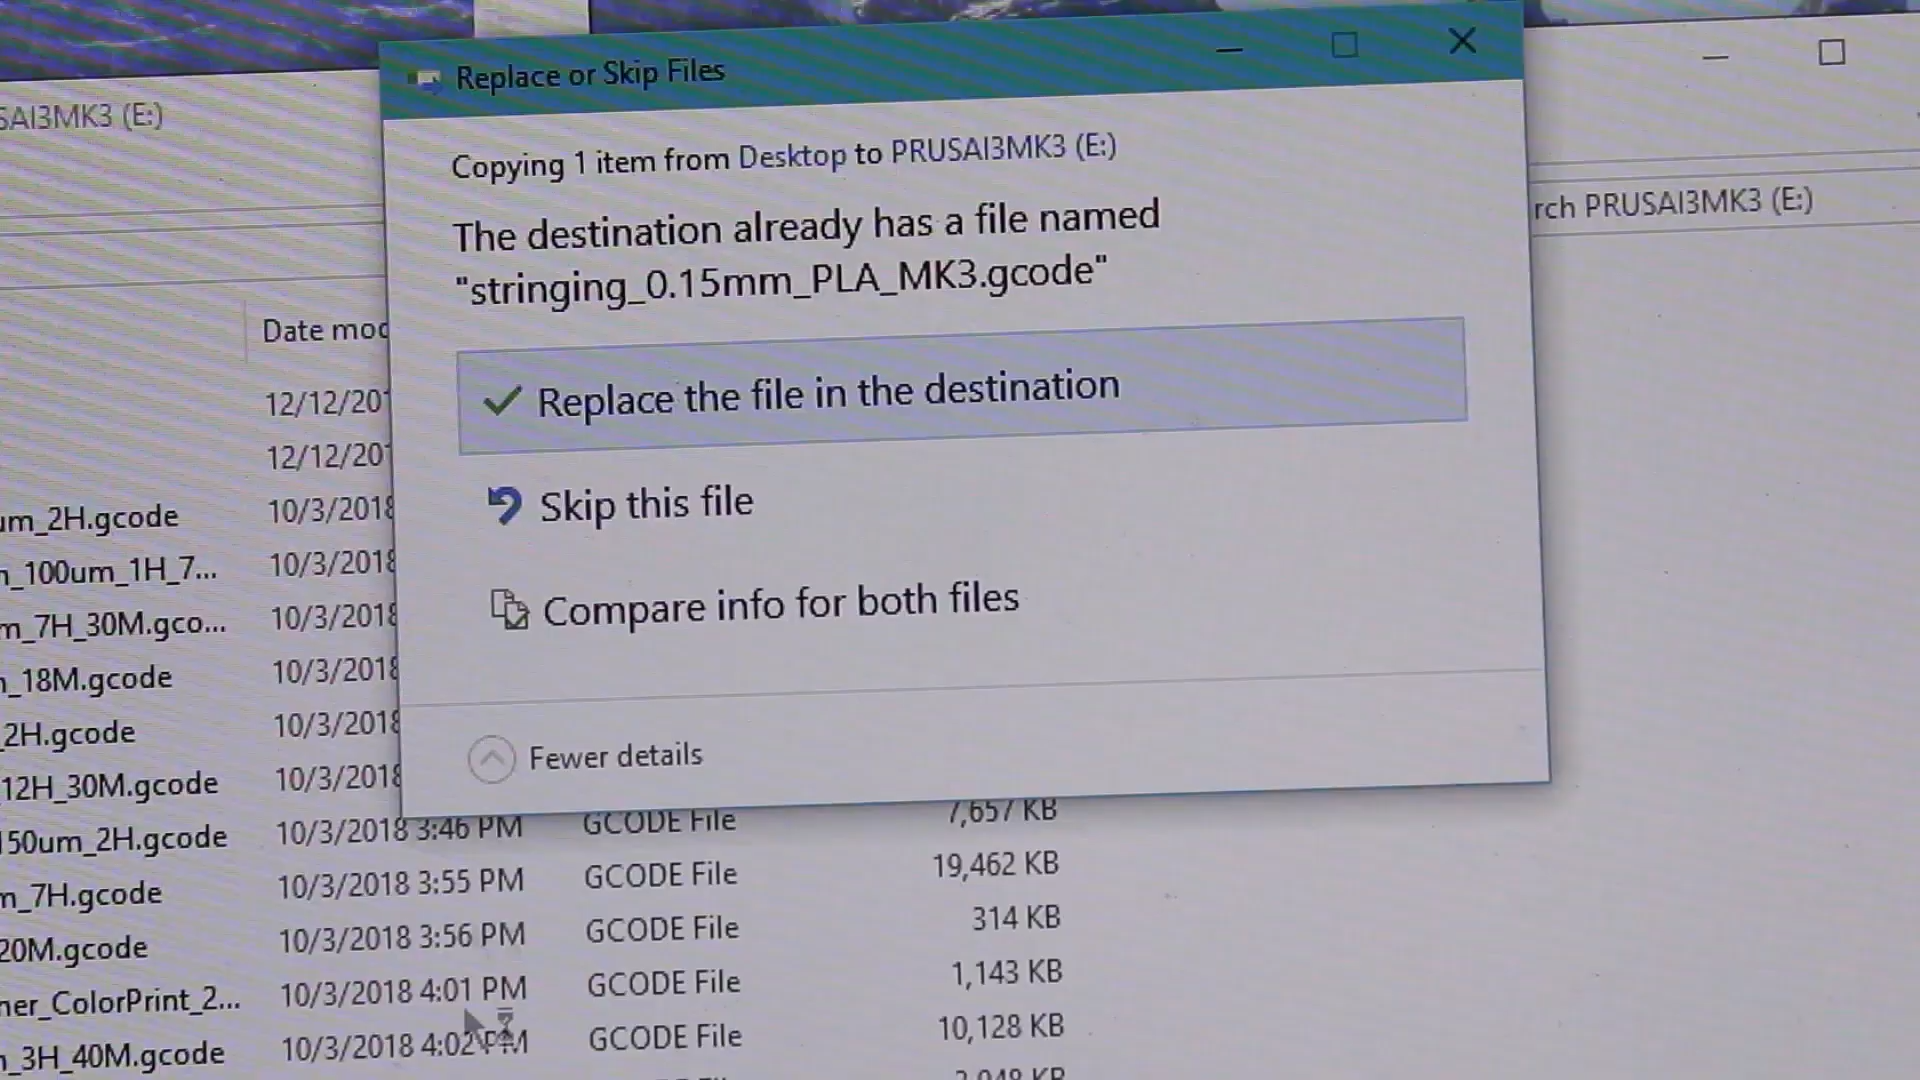 Replace or Skip Files
SAI3MK3 (E:)
Copying 1 item from Desktop to PRUSAI3MK3 (E:)
rch PRUSAI3MK3 (E:)
The destination already has a file named
"stringing_0.15mm_PLA_MK3.gcode"
Date mod
Replace the file in the destination
12/12/201
12/12/201
Skip this file
um_2H.gcode 10/3/2018
_100um_1H_7... 10/3/2018
Compare info for both files
m_7H_30M.gco... 10/3/2018
_18M.gcode 10/3/2018
_2H.gcode 10/3/2018
Fewer details
12H_30M.gcode 10/3/2018
150um_2H.gcode 10/3/2018 3:46 PM GCODE File 7,657 KB
_7H.gcode 10/3/2018 3:55 PM GCODE File 19,462 KB
20M.gcode 10/3/2018 3:56 PM GCODE File 314 KB
ner_ColorPrint_2... 10/3/2018 4:01 PM GCODE File 1,143 KB
_3H_40M.gcode 10/3/2018 4:02 PM GCODE File 10,128 KB